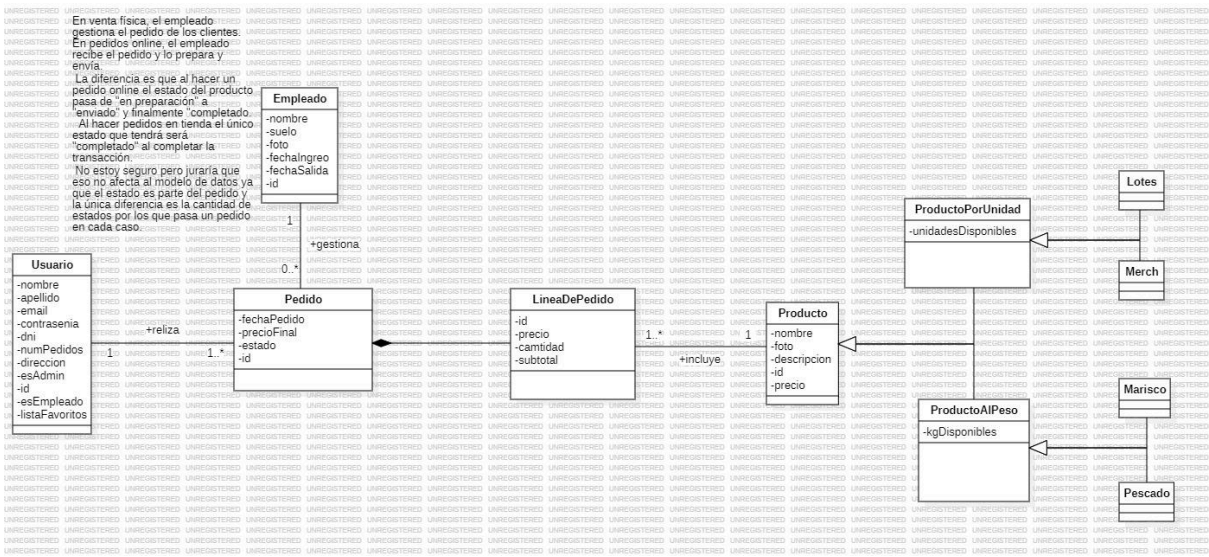 En venta física, el empleado
gestiona el pedido de los clientes.
En pedidos online, el empleado
recibe el pedido y lo prepara y
envía.
La diferencia es que al hacer un
pedido online el estado del producto
pasa de "en preparación" a
"enviado" y finalmente "completado
Al hacer pedidos en tienda el único
estado que tendrá será
"completado" al completar la
transacción.
No estoy seguro pero juraría que
eso no afecta al modelo de datos ya
que el estado es parte del pedido y
la única diferencia es la cantidad de
estados por los que pasa un pedido
en cada caso.
Empleado
-nombre
-suelo
-foto
-fechaIngreo
-fechaSalida
-id
1
+gestiona
0..*
Usuario
-nombre
-apellido
-email
-contrasenia
-dni
-numPedidos
-direccion
-esAdmin
-id
-esEmpleado
-listaFavoritos
+reliza
1
1..*
Pedido
-fechaPedido
-precioFinal
-estado
-id
LineaDePedido
-id
-precio
-camtidad
-subtotal
1..*
1
+incluye
Producto
-nombre
-foto
-descripcion
-id
-precio
ProductoPorUnidad
-unidadesDisponibles
Lotes
Merch
ProductoAlPeso
-kgDisponibles
Marisco
Pescado
UNREGISTERED